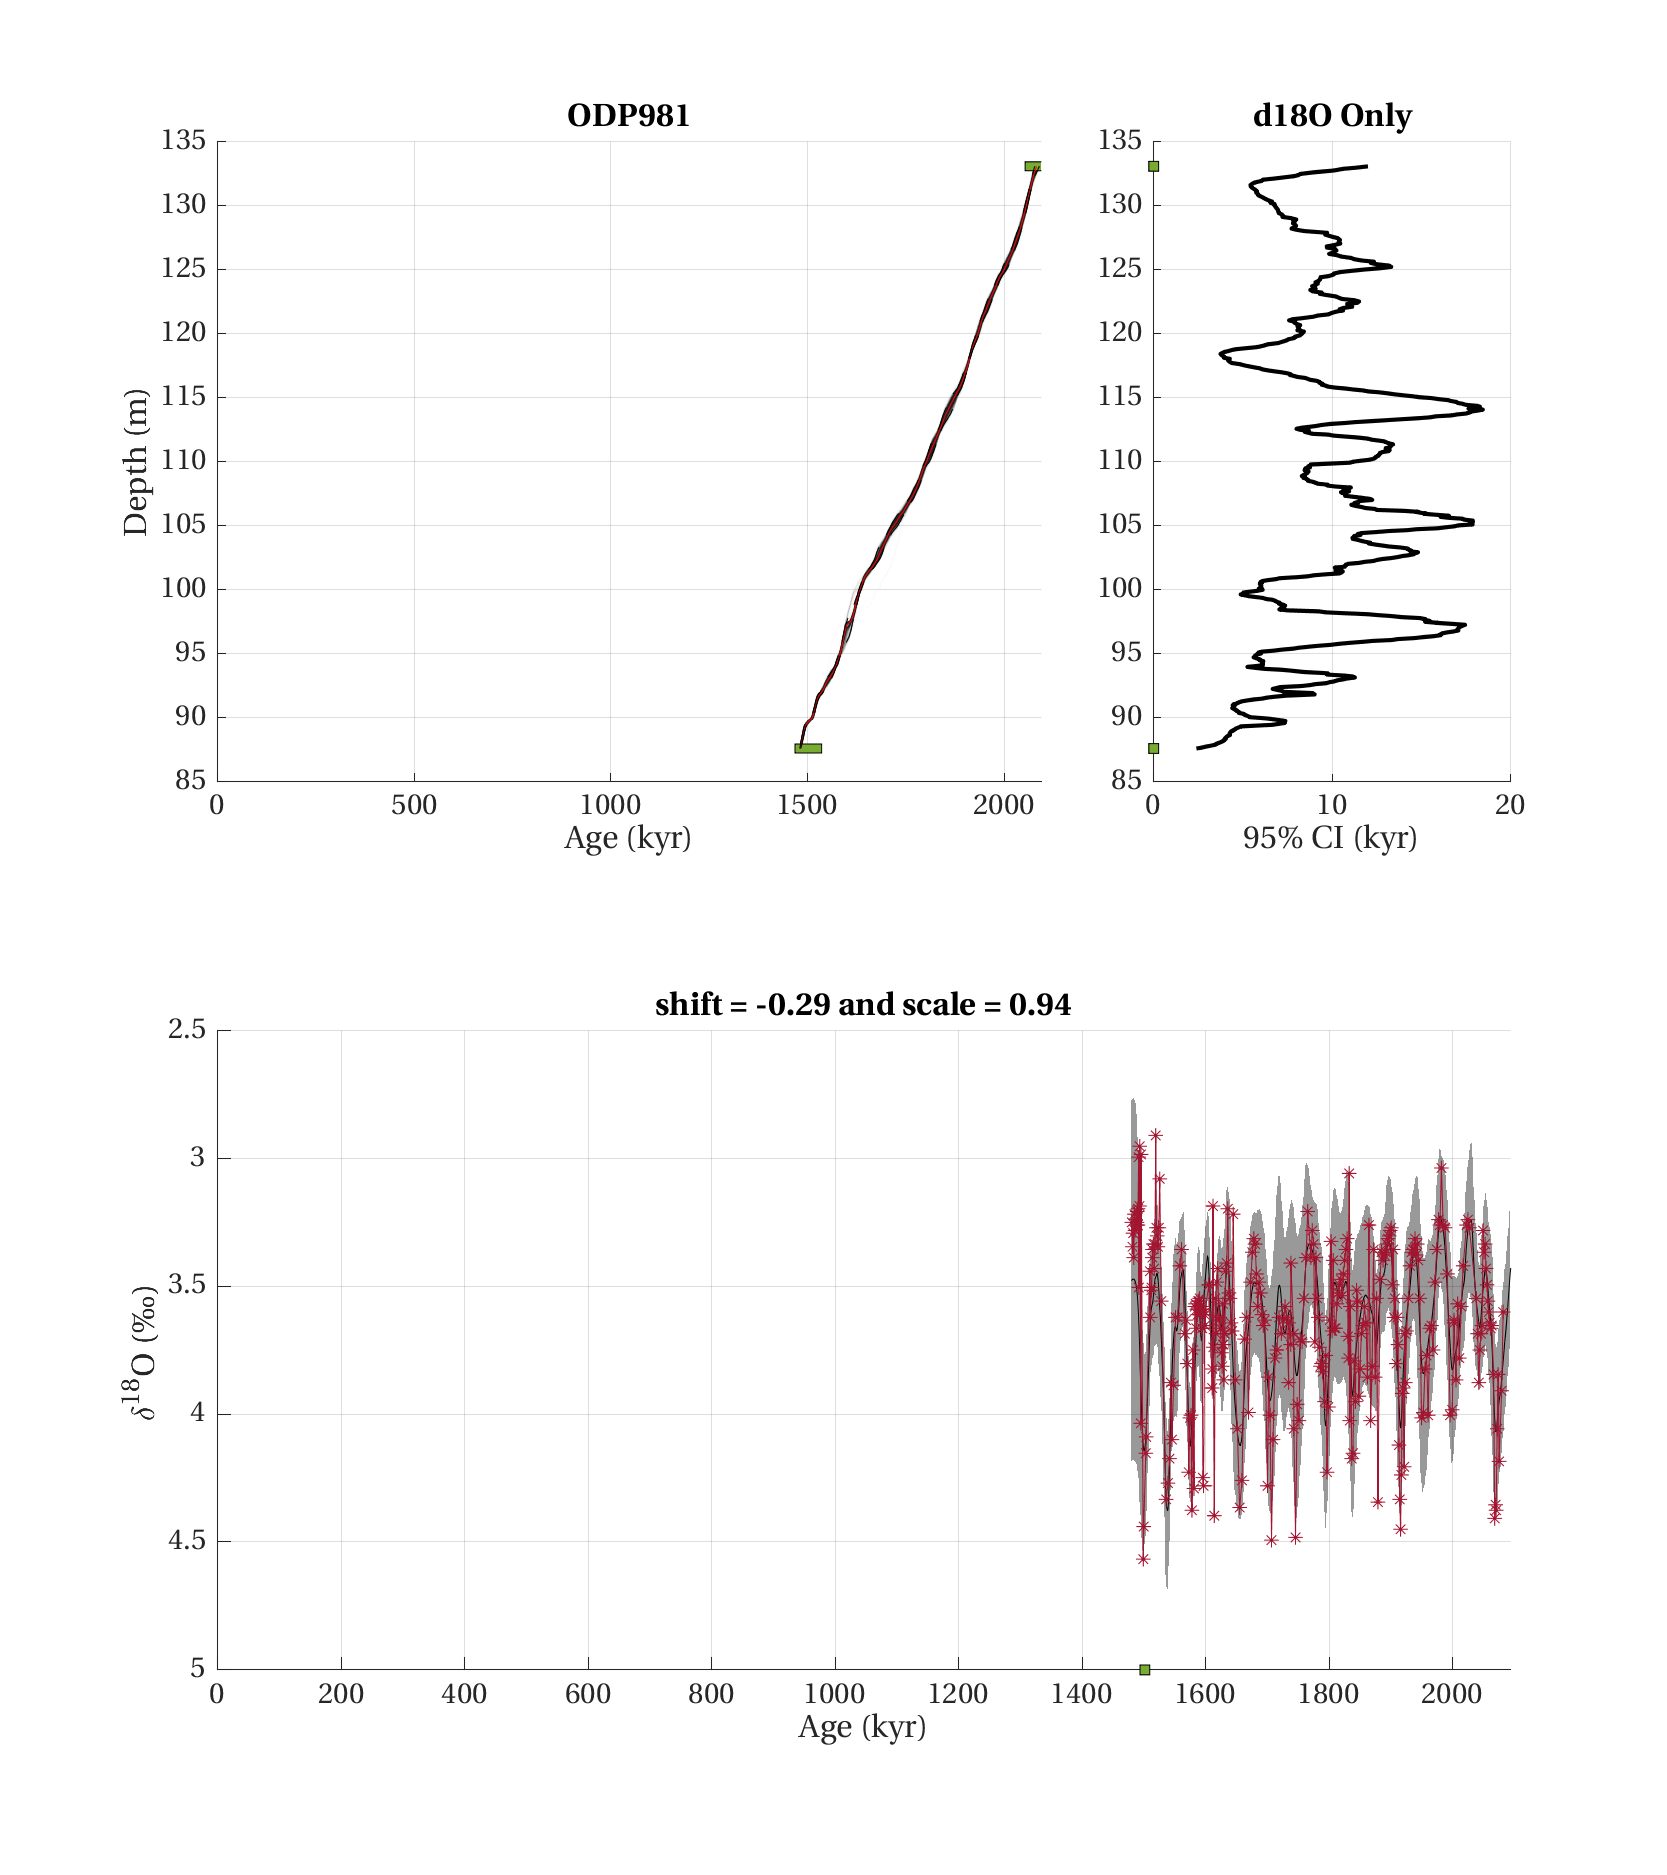 ODP981
d18O Only
135
130
125
120
115
110
105
100
95
90
85
Depth (m)
0 500 1000 1500 2000
Age (kyr)
135
130
125
120
115
110
105
100
95
90
85
0 10 20
95% CI (kyr)
shift = -0.29 and scale = 0.94
2.5
3
3.5
4
4.5
5
δ18O (‰)
0 200 400 600 800 1000 1200 1400 1600 1800 2000
Age (kyr)